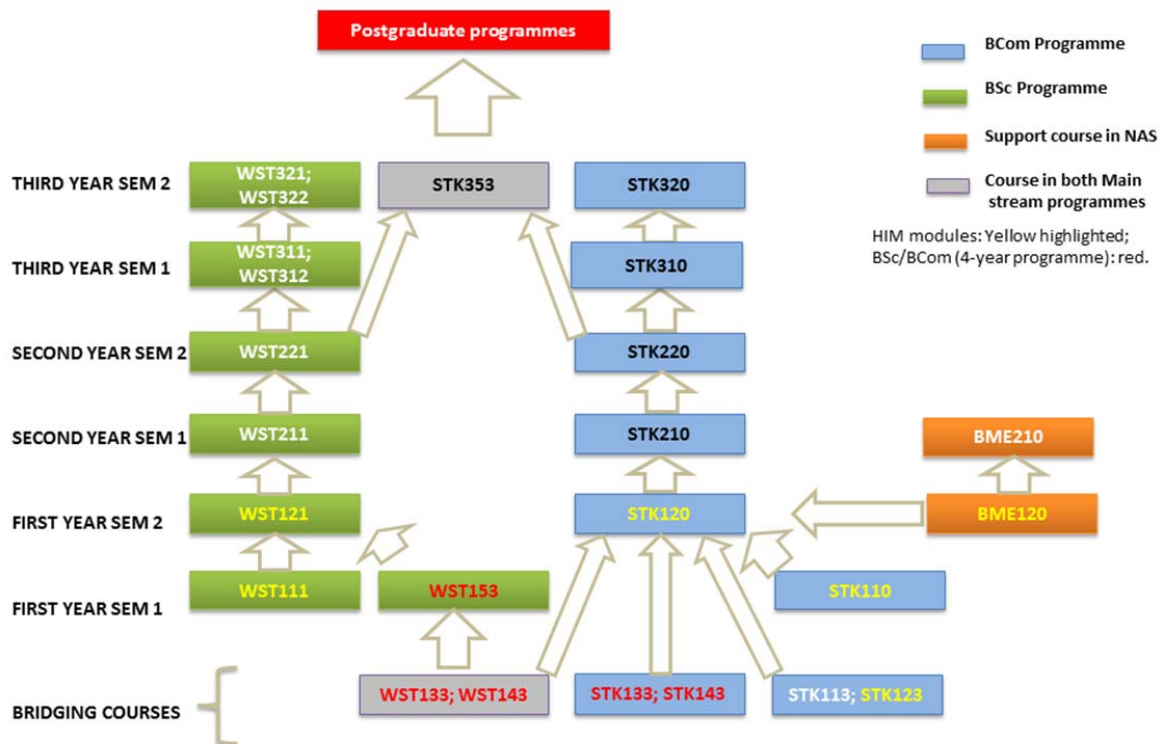 Postgraduate programmes
BCom Programme
BSc Programme
Support course in NAS
Course in both Main
stream programmes
HIM modules: Yellow highlighted;
BSc/BCom (4-year programme): red.
THIRD YEAR SEM 2
WST321;
WST322
STK353
STK320
THIRD YEAR SEM 1
WST311;
WST312
STK310
SECOND YEAR SEM 2
WST221
STK220
SECOND YEAR SEM 1
WST211
STK210
BME210
FIRST YEAR SEM 2
WST121
STK120
BME120
FIRST YEAR SEM 1
WST111
WST153
STK110
BRIDGING COURSES
WST133; WST143
STK133; STK143
STK113; STK123